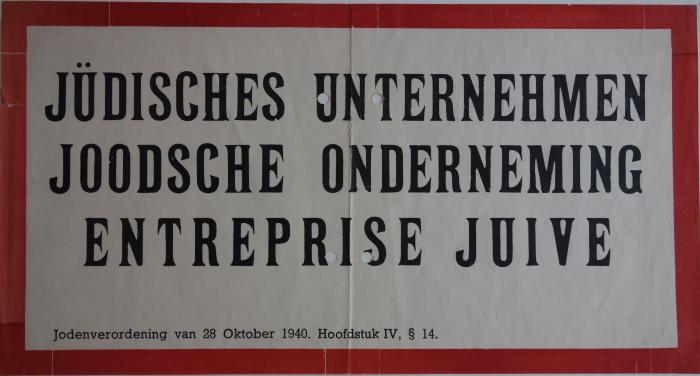 JÜDISCHES UNTERNEHMEN
JOODSCHE ONDERNEMING
ENTREPRISE JUIVE
Jodenverordening van 28 Oktober 1940. Hoofdstuk IV, § 14.